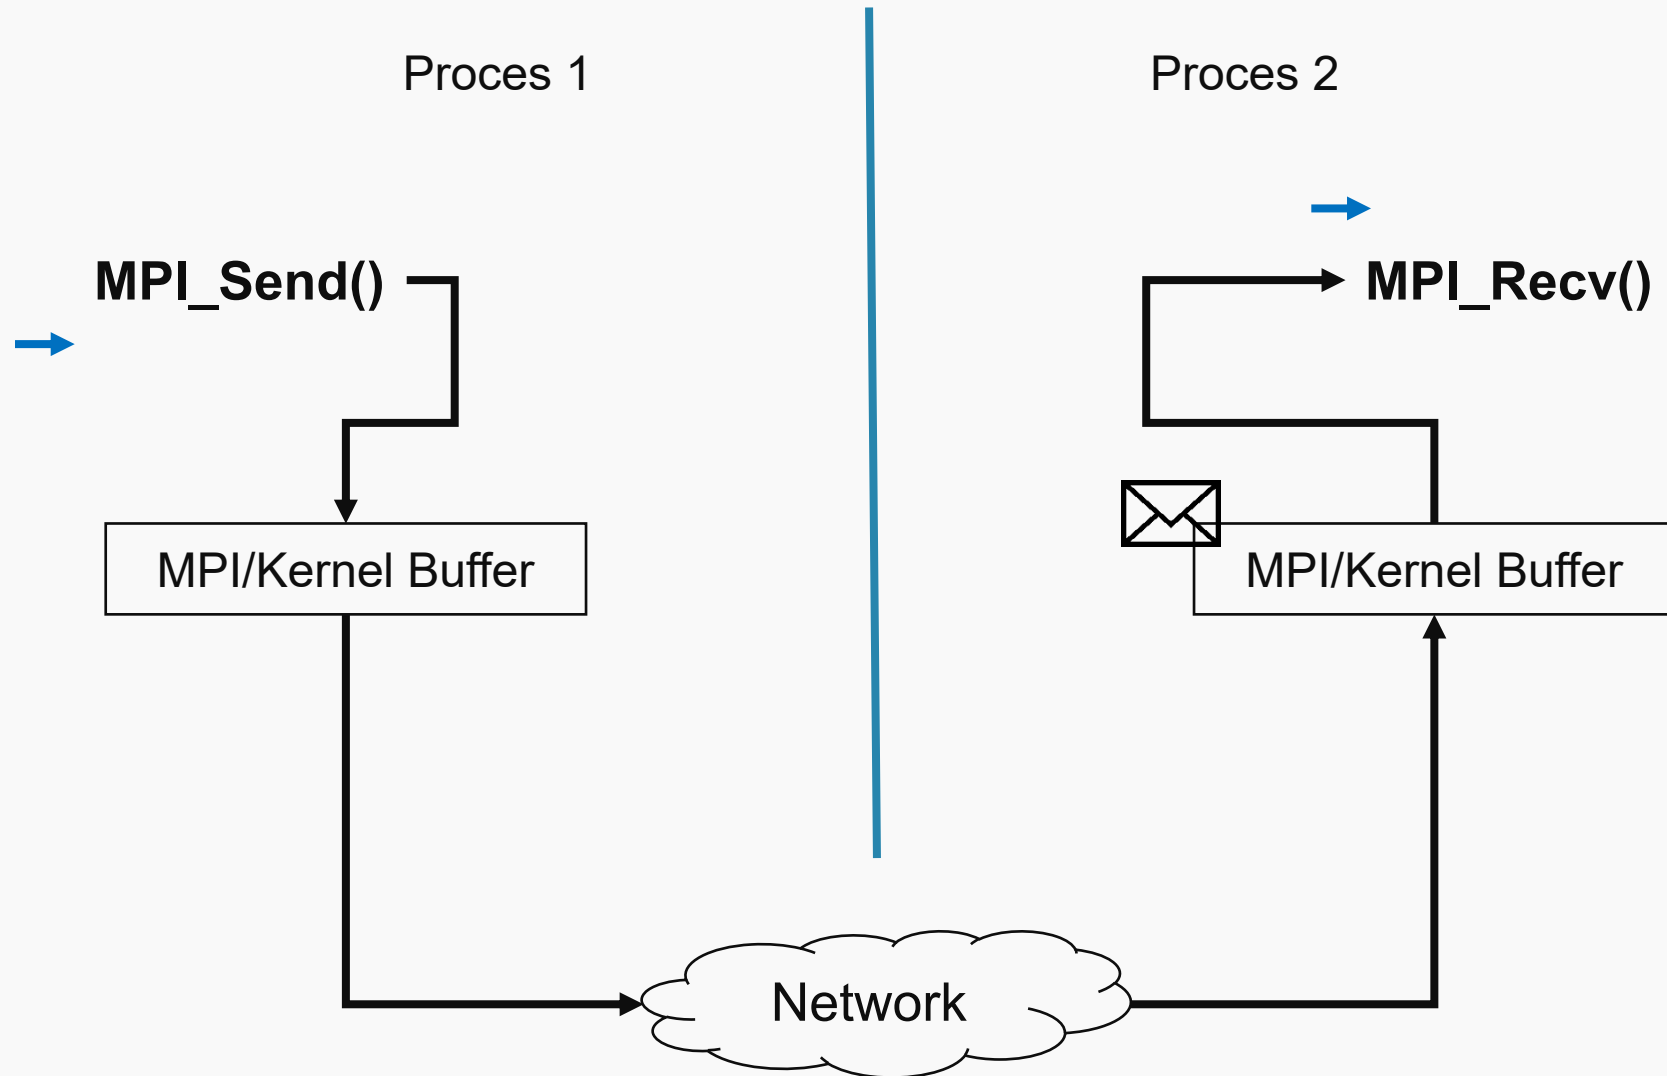 Proces 1
Proces 2
MPI_Send()
MPI_Recv()
MPI/Kernel Buffer
MPI/Kernel Buffer
Network